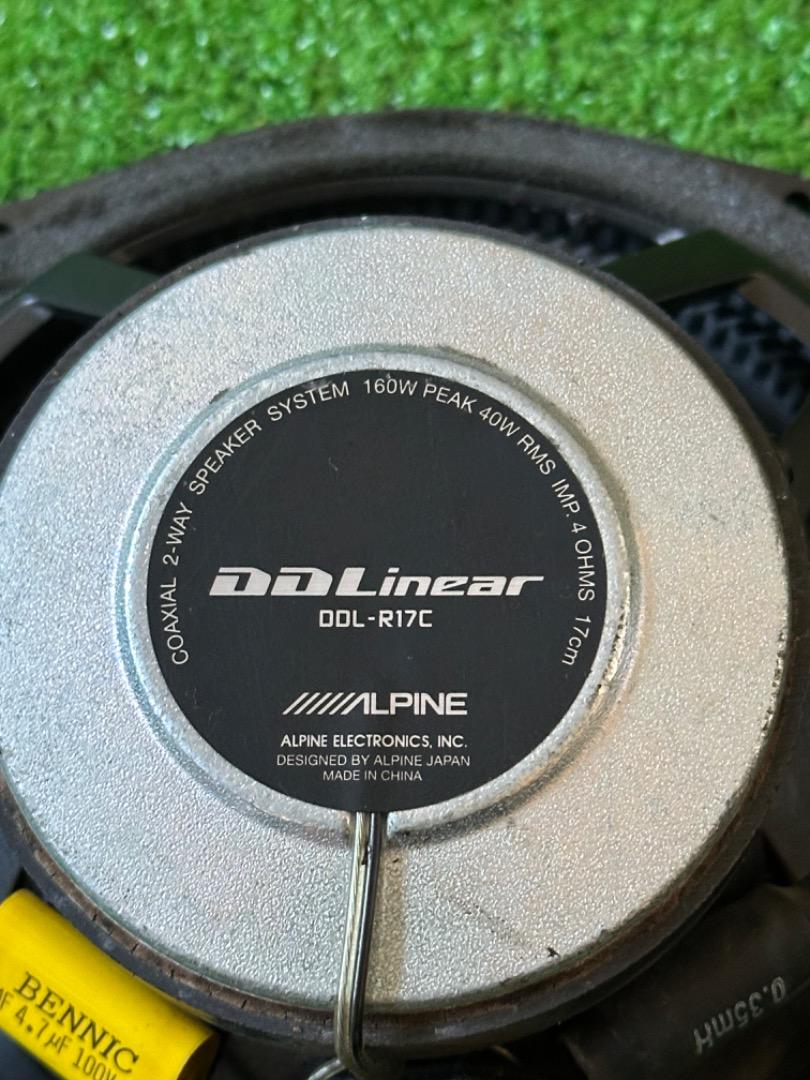 COAXIAL 2-WAY SPEAKER SYSTEM 160W PEAK 40W RMS IMP. 4 OHMS 17cm
DDLinear
DDL-R17C
ALPINE
ALPINE ELECTRONICS, INC.
DESIGNED BY ALPINE JAPAN
MADE IN CHINA
BENNIC
4.7µF 100V
0.35mH